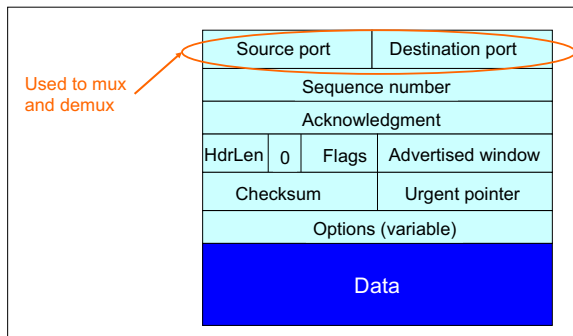 Source port Destination port
Used to mux
and demux
Sequence number
Acknowledgment
HdrLen 0 Flags Advertised window
Checksum Urgent pointer
Options (variable)
Data